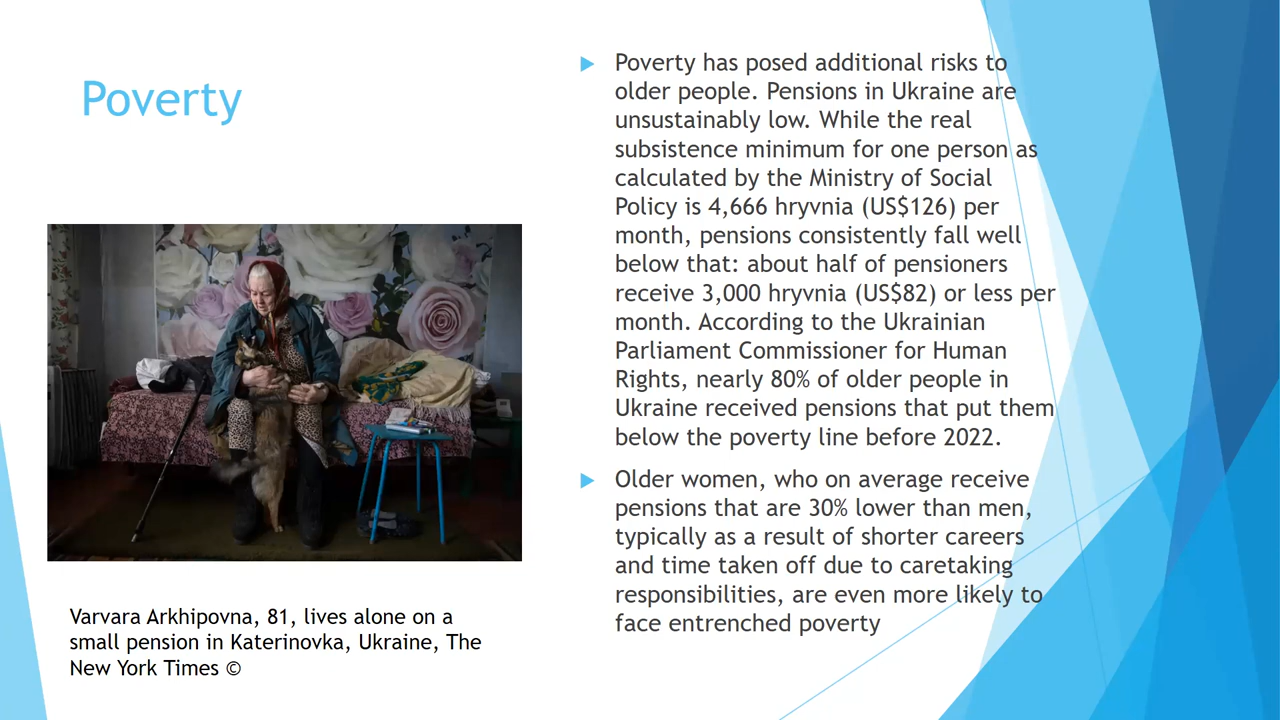 Poverty
Poverty has posed additional risks to
older people. Pensions in Ukraine are
unsustainably low. While the real
subsistence minimum for one person as
calculated by the Ministry of Social
Policy is 4,666 hryvnia (US$126) per
month, pensions consistently fall well
below that: about half of pensioners
receive 3,000 hryvnia (US$82) or less per
month. According to the Ukrainian
Parliament Commissioner for Human
Rights, nearly 80% of older people in
Ukraine received pensions that put them
below the poverty line before 2022.
Older women, who on average receive
pensions that are 30% lower than men,
typically as a result of shorter careers
and time taken off due to caretaking
responsibilities, are even more likely to
face entrenched poverty
Varvara Arkhipovna, 81, lives alone on a
small pension in Katerinovka, Ukraine, The
New York Times ©